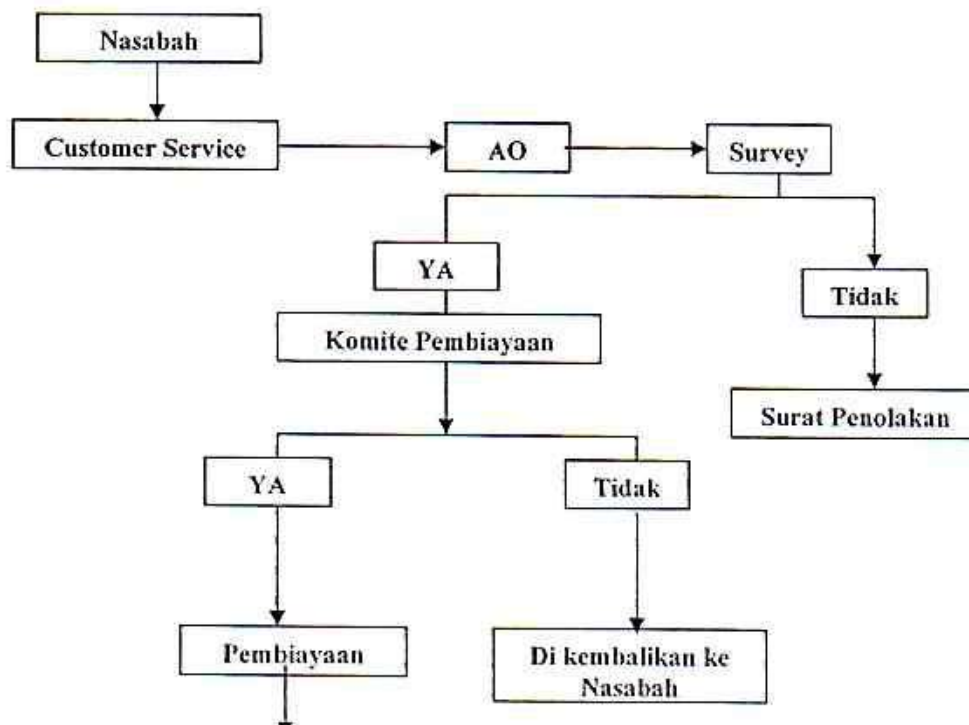 Nasabah
Customer Service
AO
Survey
YA
Tidak
Komite Pembiayaan
Surat Penolakan
YA
Tidak
Pembiayaan
Di kembalikan ke
Nasabah